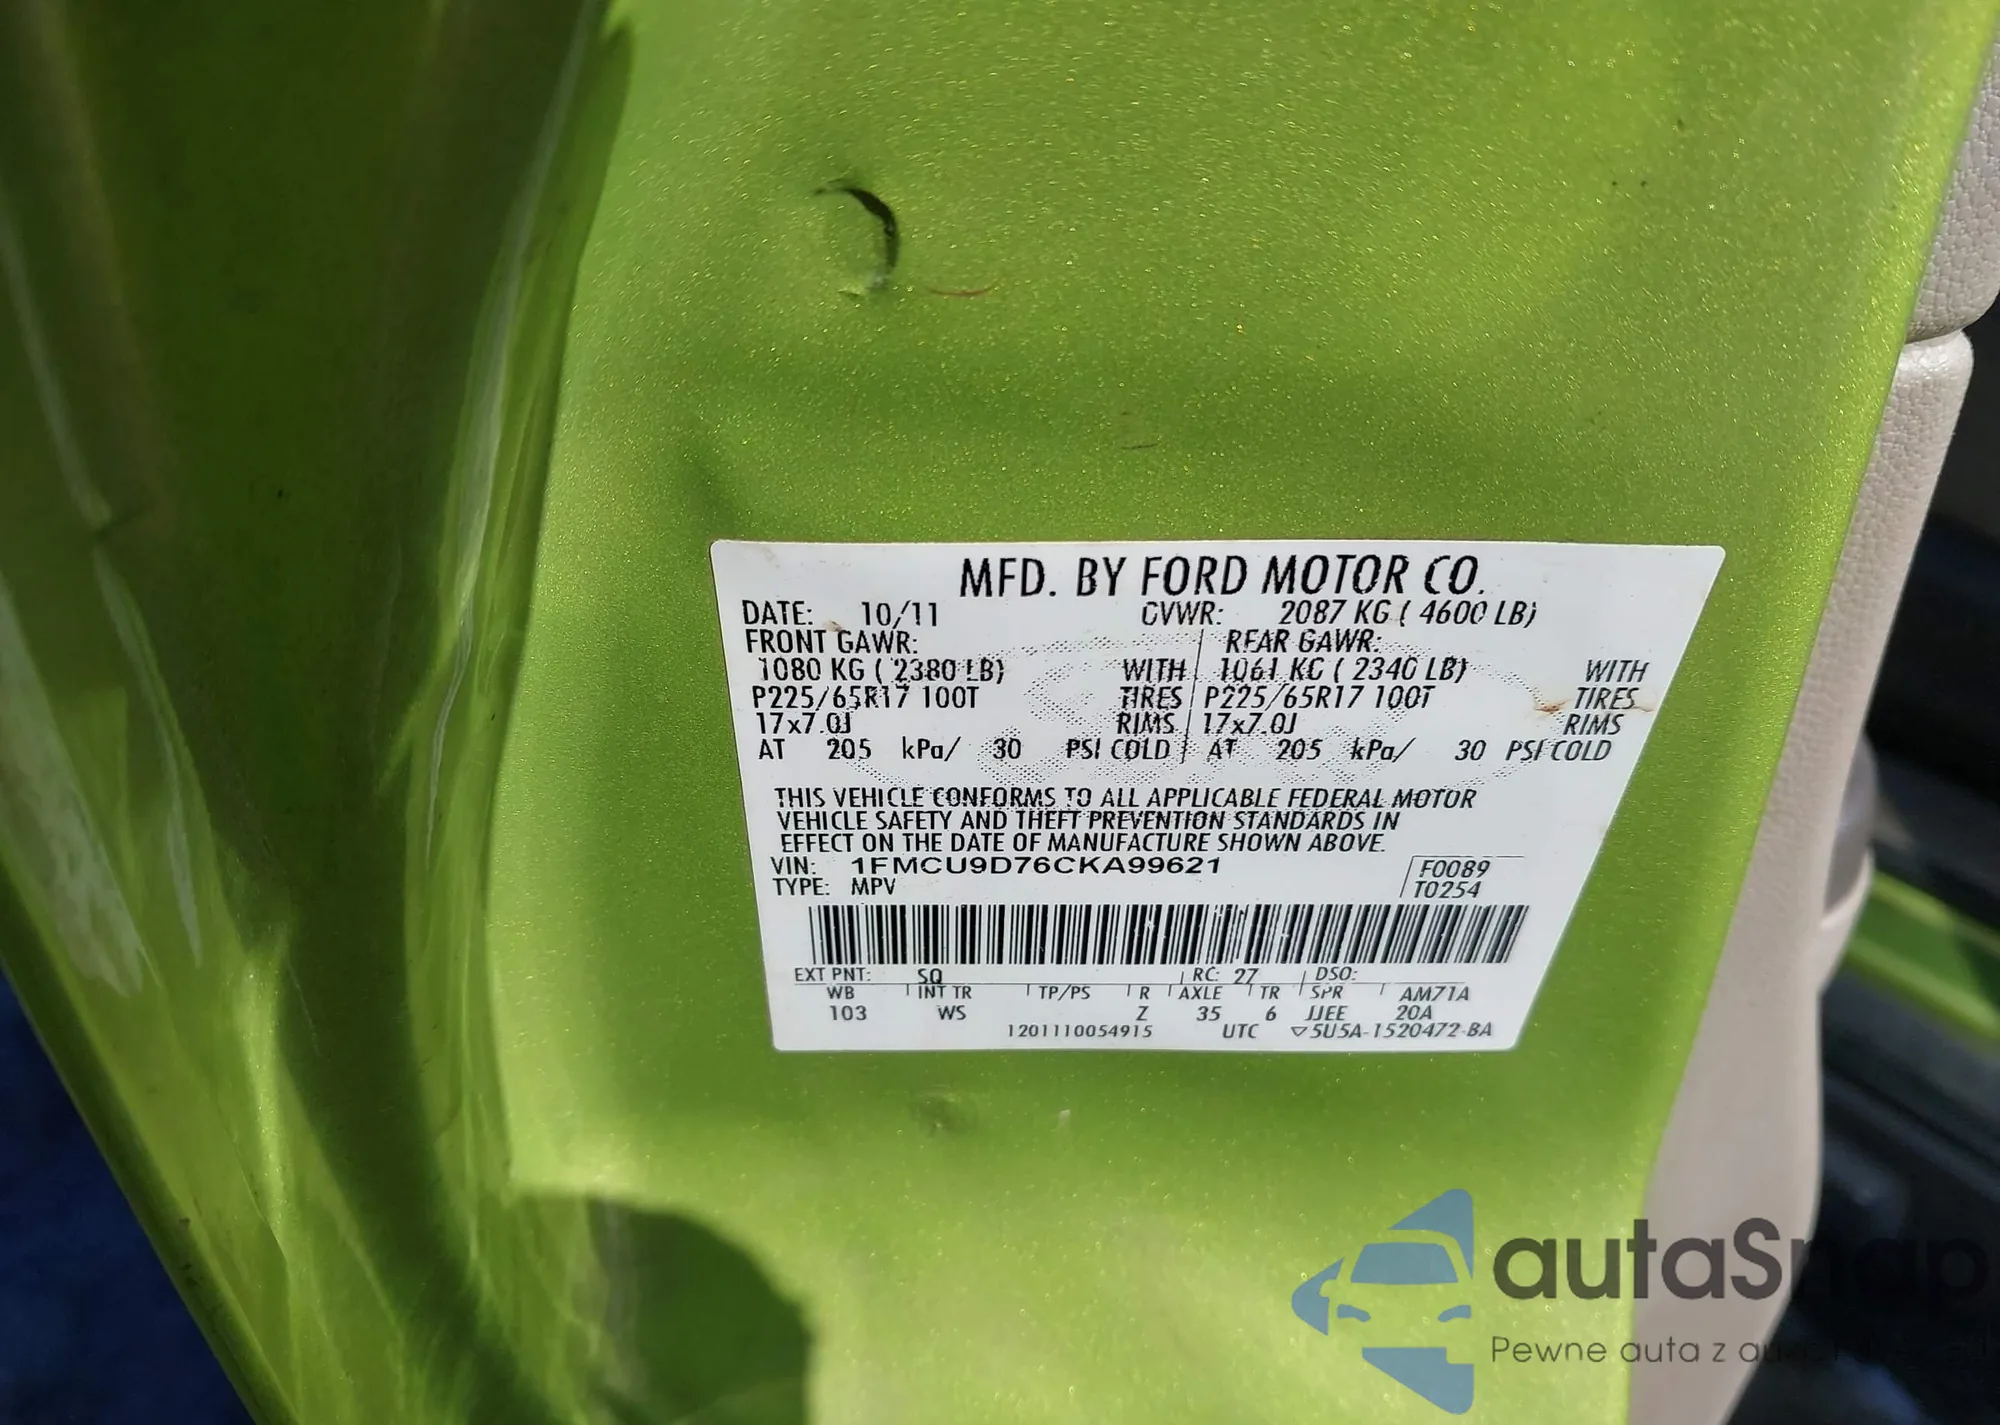 MFD. BY FORD MOTOR CO.
DATE: 10/11 GVWR: 2087 KG ( 4600 LB)
FRONT GAWR: REAR GAWR:
1080 KG ( 2380 LB) WITH 1061 KG ( 2340 LB) WITH
P225/65R17 100T TIRES P225/65R17 100T TIRES
17x7.0J RIMS 17x7.0J RIMS
AT 205 kPa/ 30 PSI COLD AT 205 kPa/ 30 PSI COLD
THIS VEHICLE CONFORMS TO ALL APPLICABLE FEDERAL MOTOR
VEHICLE SAFETY AND THEFT PREVENTION STANDARDS IN
EFFECT ON THE DATE OF MANUFACTURE SHOWN ABOVE.
VIN: 1FMCU9D76CKA99621 F0089
TYPE: MPV T0254
EXT PNT: SQ RC: 27 DSO:
WB INT TR TP/PS R AXLE TR SPR AM71A
103 WS Z 35 6 JJEE 20A
1201110054915 UTC ▽5U5A-1520472-BA
autaSnap
Pewne auta z